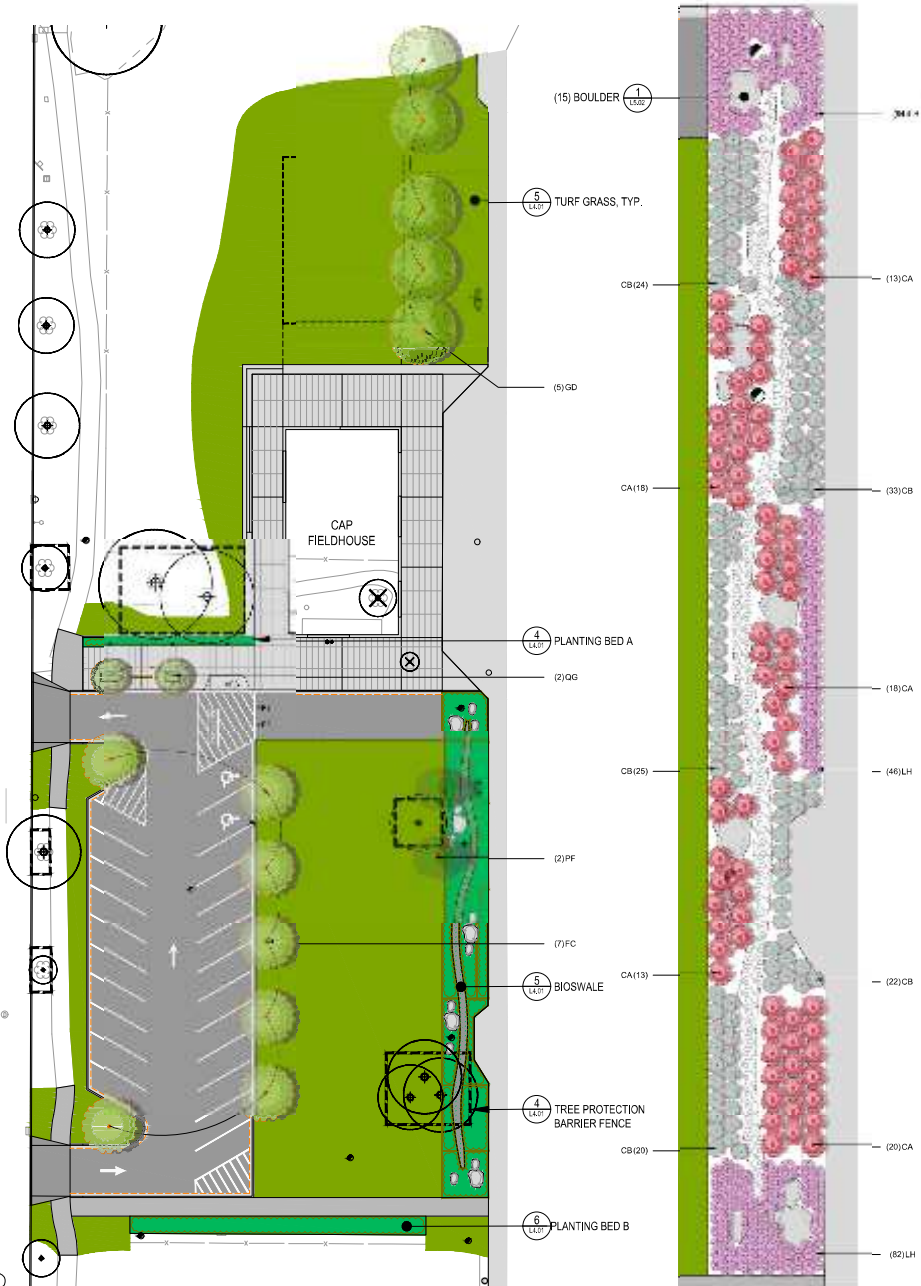 (15) BOULDER 1
L5.02
5
L4.01
TURF GRASS, TYP.
(5)GD
CAP
FIELDHOUSE
4
L4.01
PLANTING BED A
(2)QG
(2)PF
(7)FC
5
L4.01
BIOSWALE
4
L4.01
TREE PROTECTION
BARRIER FENCE
6
L4.01
PLANTING BED B
CB(24)
(13)CA
CA(18)
(33)CB
(18)CA
CB(25)
(46)LH
CA(13)
(22)CB
CB(20)
(20)CA
(82)LH